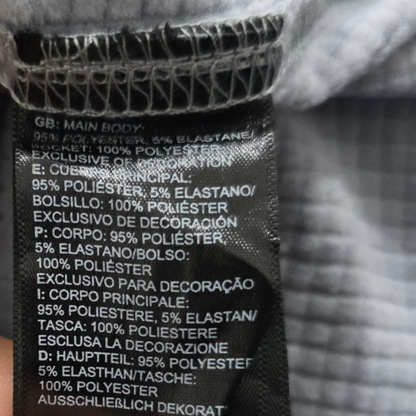 GB: MAIN BODY:
95% POLYESTER, 5% ELASTANE/
POCKET: 100% POLYESTER
EXCLUSIVE OF DECORATION
E: CUERPO PRINCIPAL:
95% POLIÉSTER, 5% ELASTANO/
BOLSILLO: 100% POLIÉSTER
EXCLUSIVO DE DECORACIÓN
P: CORPO: 95% POLIÉSTER,
5% ELASTANO/BOLSO:
100% POLIÉSTER
EXCLUSIVO PARA DECORAÇÃO
I: CORPO PRINCIPALE:
95% POLIESTERE, 5% ELASTAN/
TASCA: 100% POLIESTERE
ESCLUSA LA DECORAZIONE
D: HAUPTTEIL: 95% POLYESTER
5% ELASTHAN/TASCHE:
100% POLYESTER
AUSSCHLIEßLICH DEKORAT